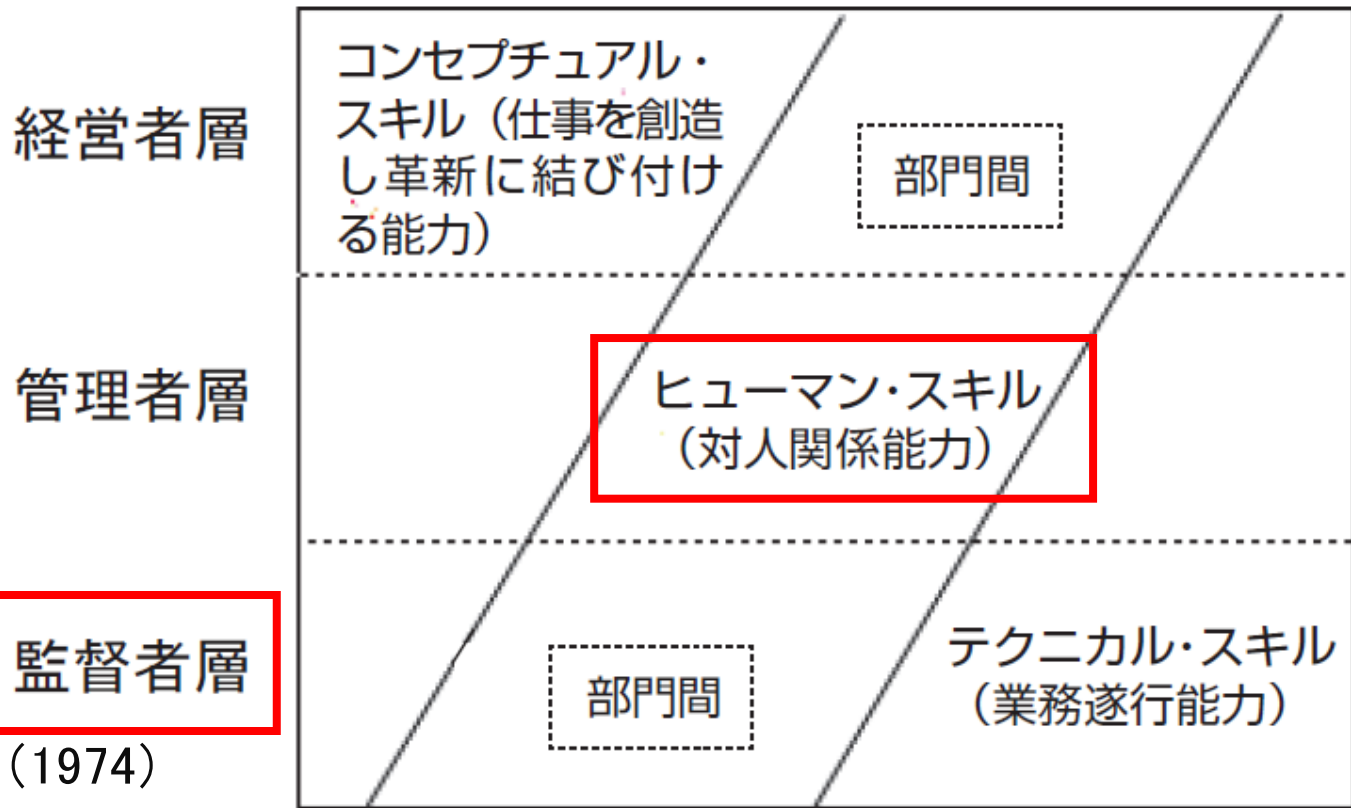 経営者層
コンセプチュアル・
スキル（仕事を創造
し革新に結び付け
る能力）
部門間
管理者層
ヒューマン・スキル
（対人関係能力）
監督者層
（1974）
部門間
テクニカル・スキル
（業務遂行能力）